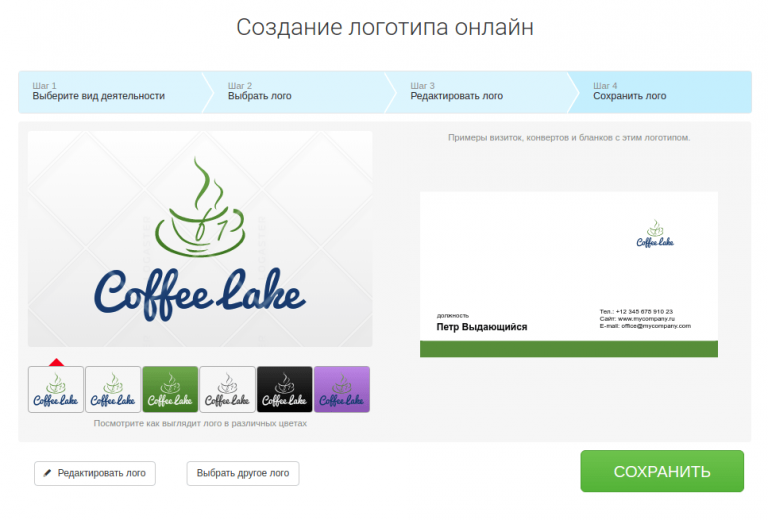 Создание логотипа онлайн
Шаг 1
Выберите вид деятельности
Шаг 2
Выбрать лого
Шаг 3
Редактировать лого
Шаг 4
Сохранить лого
Coffee Lake
Coffee Lake
Coffee Lake
Coffee Lake
Coffee Lake
Coffee Lake
Coffee Lake
Посмотрите как выглядит лого в различных цветах
Примеры визиток, конвертов и бланков с этим логотипом.
Coffee Lake
должность
Петр Выдающийся
Тел.: +12 345 678 910 23
Сайт: www.mycompany.ru
E-mail: office@mycompany.com
Редактировать лого
Выбрать другое лого
СОХРАНИТЬ